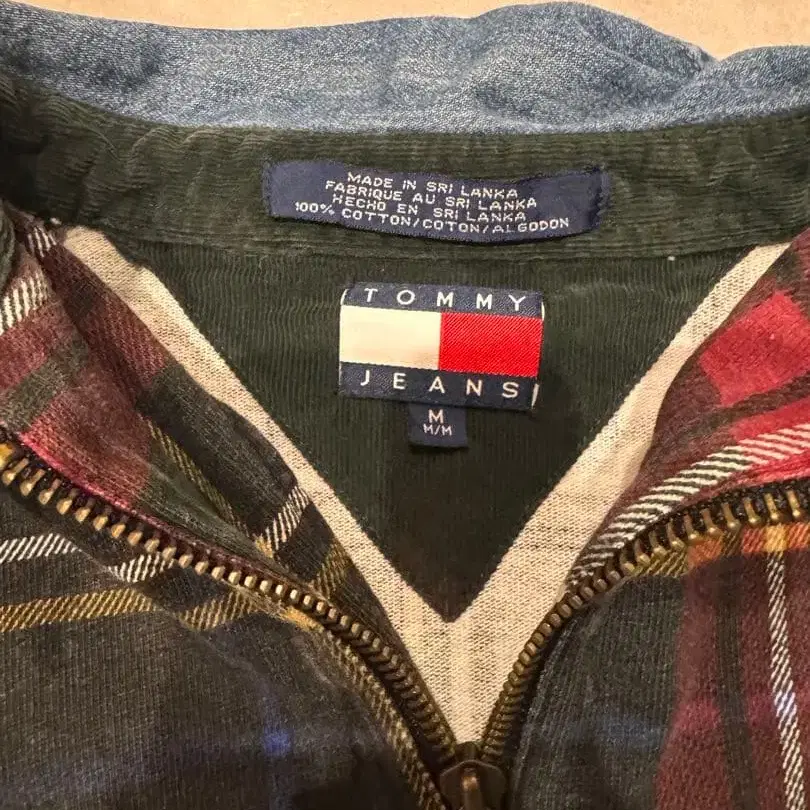 MADE IN SRI LANKA
FABRIQUE AU SRI LANKA
HECHO EN SRI LANKA
100% COTTON/COTON/ALGODON
TOMMY
JEANS
M
M/M